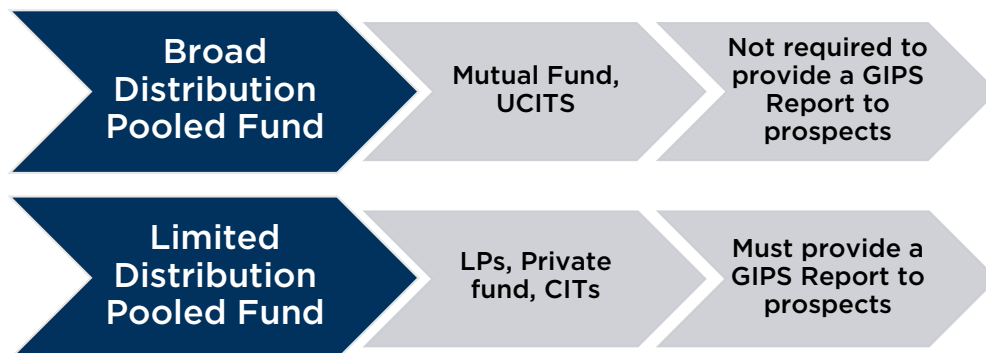 Broad
Distribution
Pooled Fund
Mutual Fund,
UCITS
Not required to
provide a GIPS
Report to
prospects
Limited
Distribution
Pooled Fund
LPs, Private
fund, CITs
Must provide a
GIPS Report to
prospects